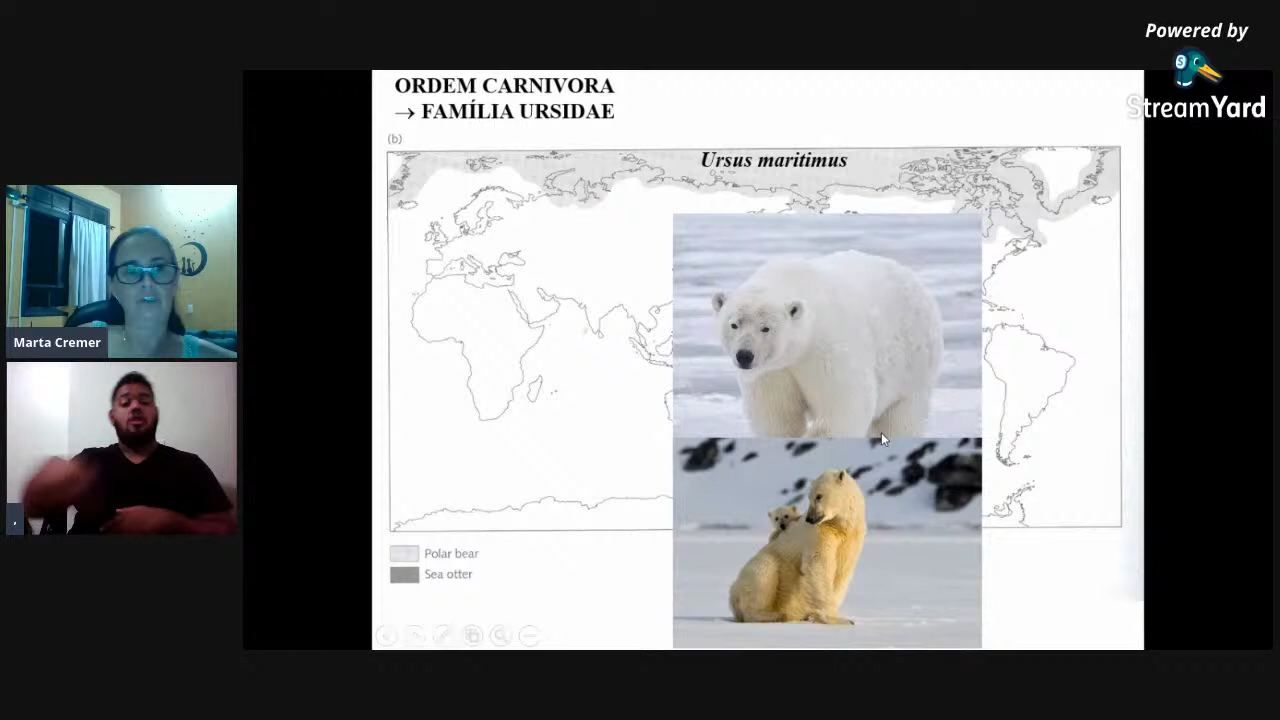 Powered by
StreamYard
ORDEM CARNIVORA
→ FAMÍLIA URSIDAE
(b)
Ursus maritimus
Marta Cremer
Polar bear
Sea otter